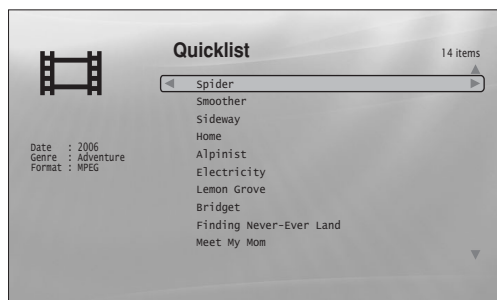 Quicklist
14 items
Spider
Smoother
Sideway
Home
Alpinist
Electricity
Lemon Grove
Bridget
Finding Never-Ever Land
Meet My Mom
Date : 2006
Genre : Adventure
Format : MPEG